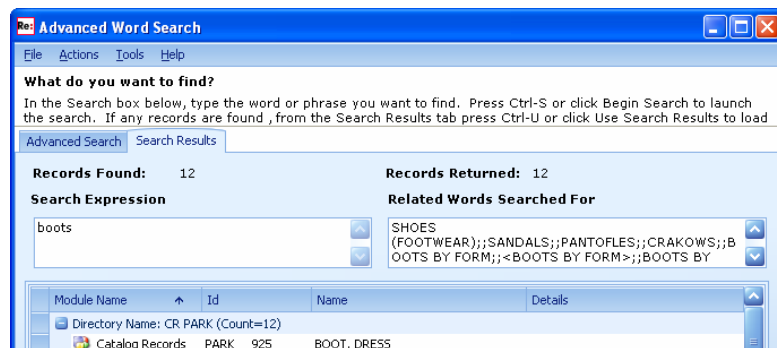 Re: Advanced Word Search
File Actions Tools Help
What do you want to find?
In the Search box below, type the word or phrase you want to find. Press Ctrl-S or click Begin Search to launch
the search. If any records are found , from the Search Results tab press Ctrl-U or click Use Search Results to load
Advanced Search Search Results
Records Found: 12 Records Returned: 12
Search Expression Related Words Searched For
boots SHOES
(FOOTWEAR);;SANDALS;;PANTOFLES;;CRAKOWS;;B
OOTS BY FORM;;<BOOTS BY FORM>;;BOOTS BY
Module Name Id Name Details
Directory Name: CR PARK (Count=12)
Catalog Records PARK 925 BOOT, DRESS